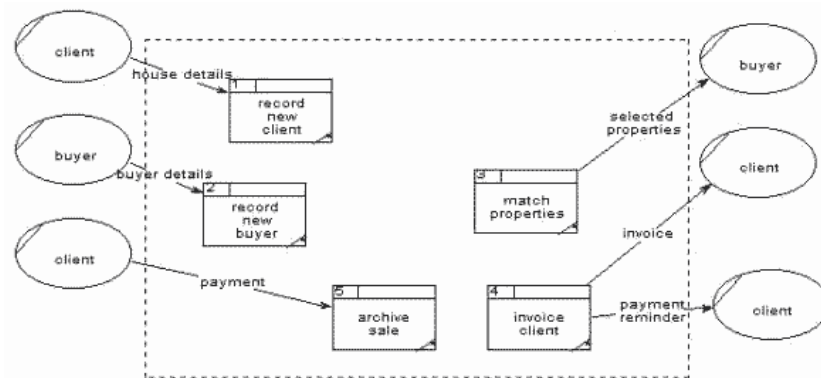 client
house details
1
record
new
client
buyer
buyer details
2
record
new
buyer
client
payment
5
archive
sale
3
match
properties
4
invoice
client
selected
properties
buyer
invoice
client
payment
reminder
client